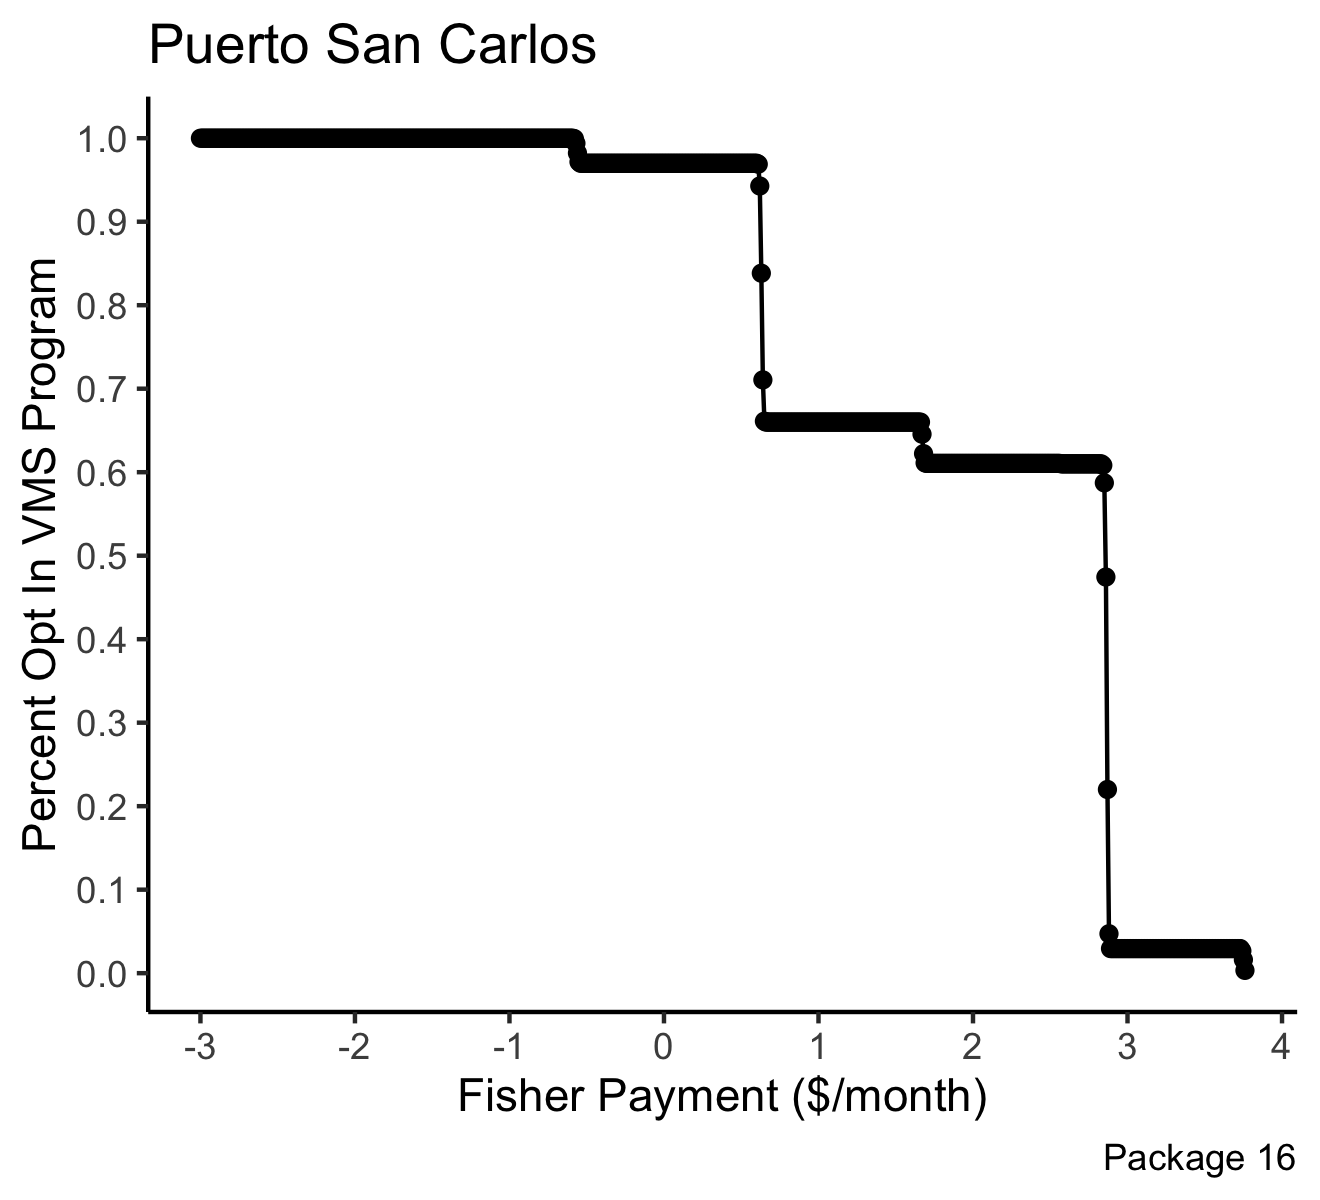 Puerto San Carlos
Percent Opt In VMS Program
1.0
0.9
0.8
0.7
0.6
0.5
0.4
0.3
0.2
0.1
0.0
-3 -2 -1 0 1 2 3 4
Fisher Payment ($/month)
Package 16